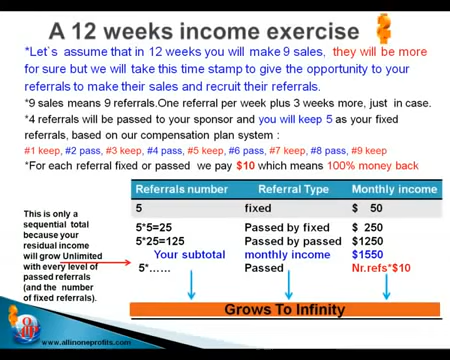 A 12 weeks income exercise
*Let`s assume that in 12 weeks you will make 9 sales, they will be more
for sure but we will take this time stamp to give the opportunity to your
referrals to make their sales and recruit their referrals.
*9 sales means 9 referrals.One referral per week plus 3 weeks more, just in case.
*4 referrals will be passed to your sponsor and you will keep 5 as your fixed
referrals, based on our compensation plan system :
#1 keep, #2 pass, #3 keep, #4 pass, #5 keep, #6 pass, #7 keep, #8 pass, #9 keep
*For each referral fixed or passed we pay $10 which means 100% money back
Referrals number Referral Type Monthly income
5 fixed $ 50
5*5=25 Passed by fixed $ 250
5*25=125 Passed by passed $1250
Your subtotal monthly income $1550
5*...... Passed Nr.refs*$10
Grows To Infinity
This is only a
sequential total
because your
residual income
will grow Unlimited
with every level of
passed referrals
(and the number
of fixed referrals).
www.allinoneprofits.com